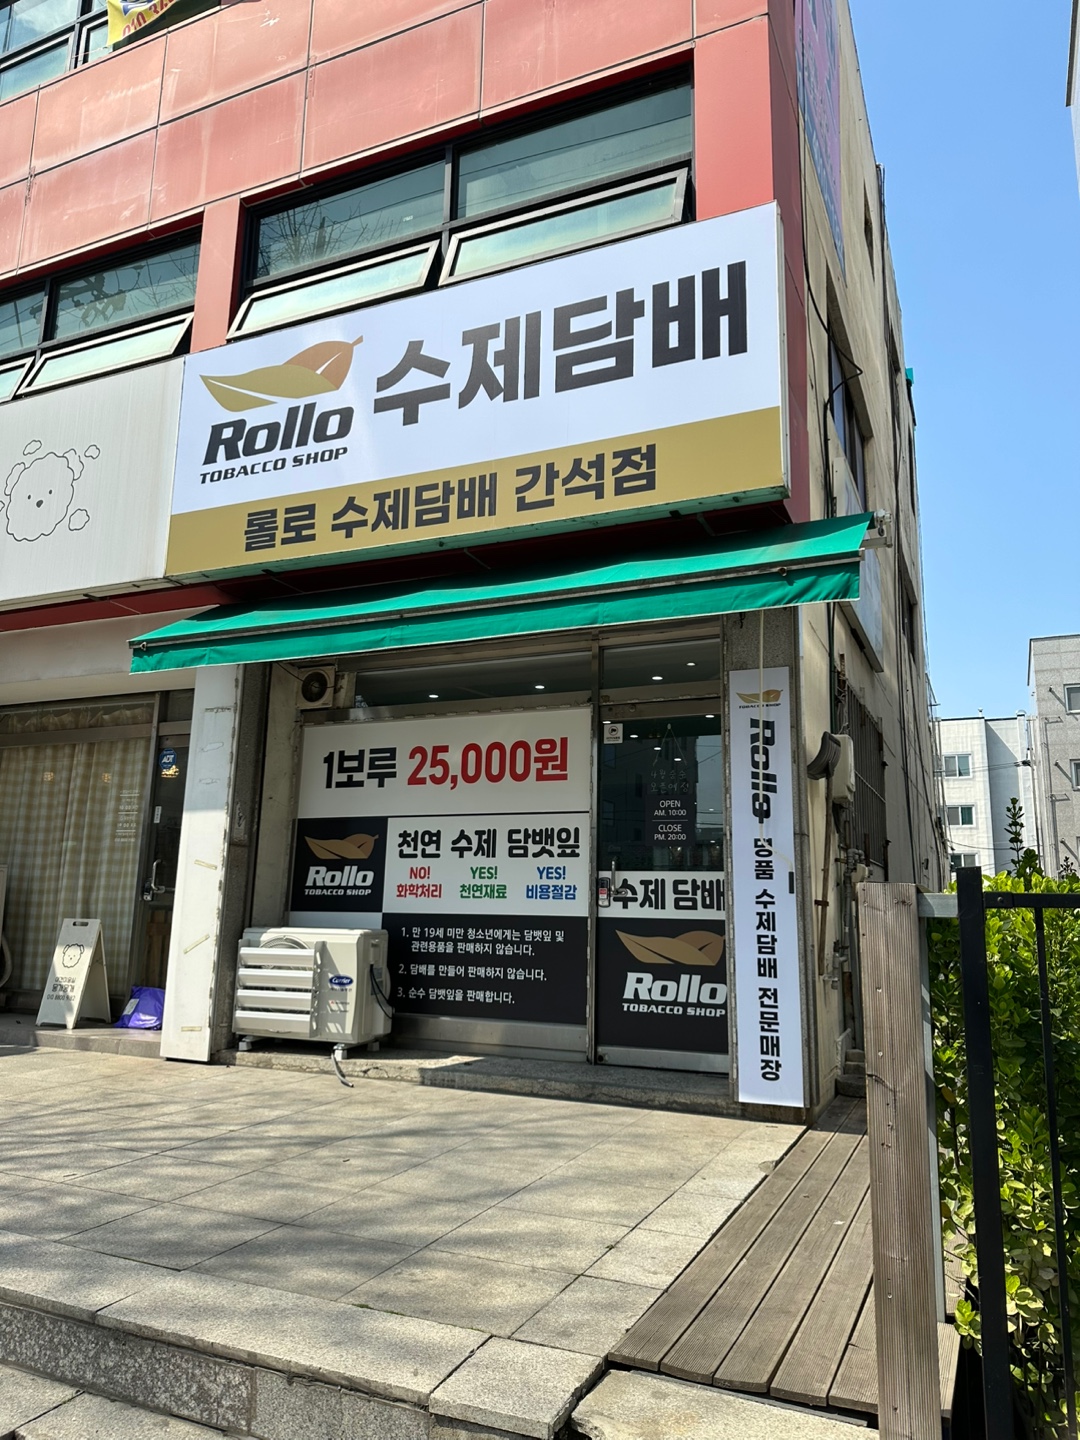 수제담배
Rollo
TOBACCO SHOP
롤로 수제담배 간석점
1보루 25,000원
Rollo
TOBACCO SHOP
천연 수제 담뱃잎
NO! YES! YES!
화학처리 천연재료 비용절감
1. 만 19세 미만 청소년에게는 담뱃잎 및
관련용품을 판매하지 않습니다.
2. 담배를 만들어 판매하지 않습니다.
3. 순수 담뱃잎을 판매합니다.
Carrier
OPEN
AM. 10:00
CLOSE
PM. 20:00
수제 담배
Rollo
TOBACCO SHOP
TOBACCO SHOP
Rollo 명품 수제담배 전문매장
ADT